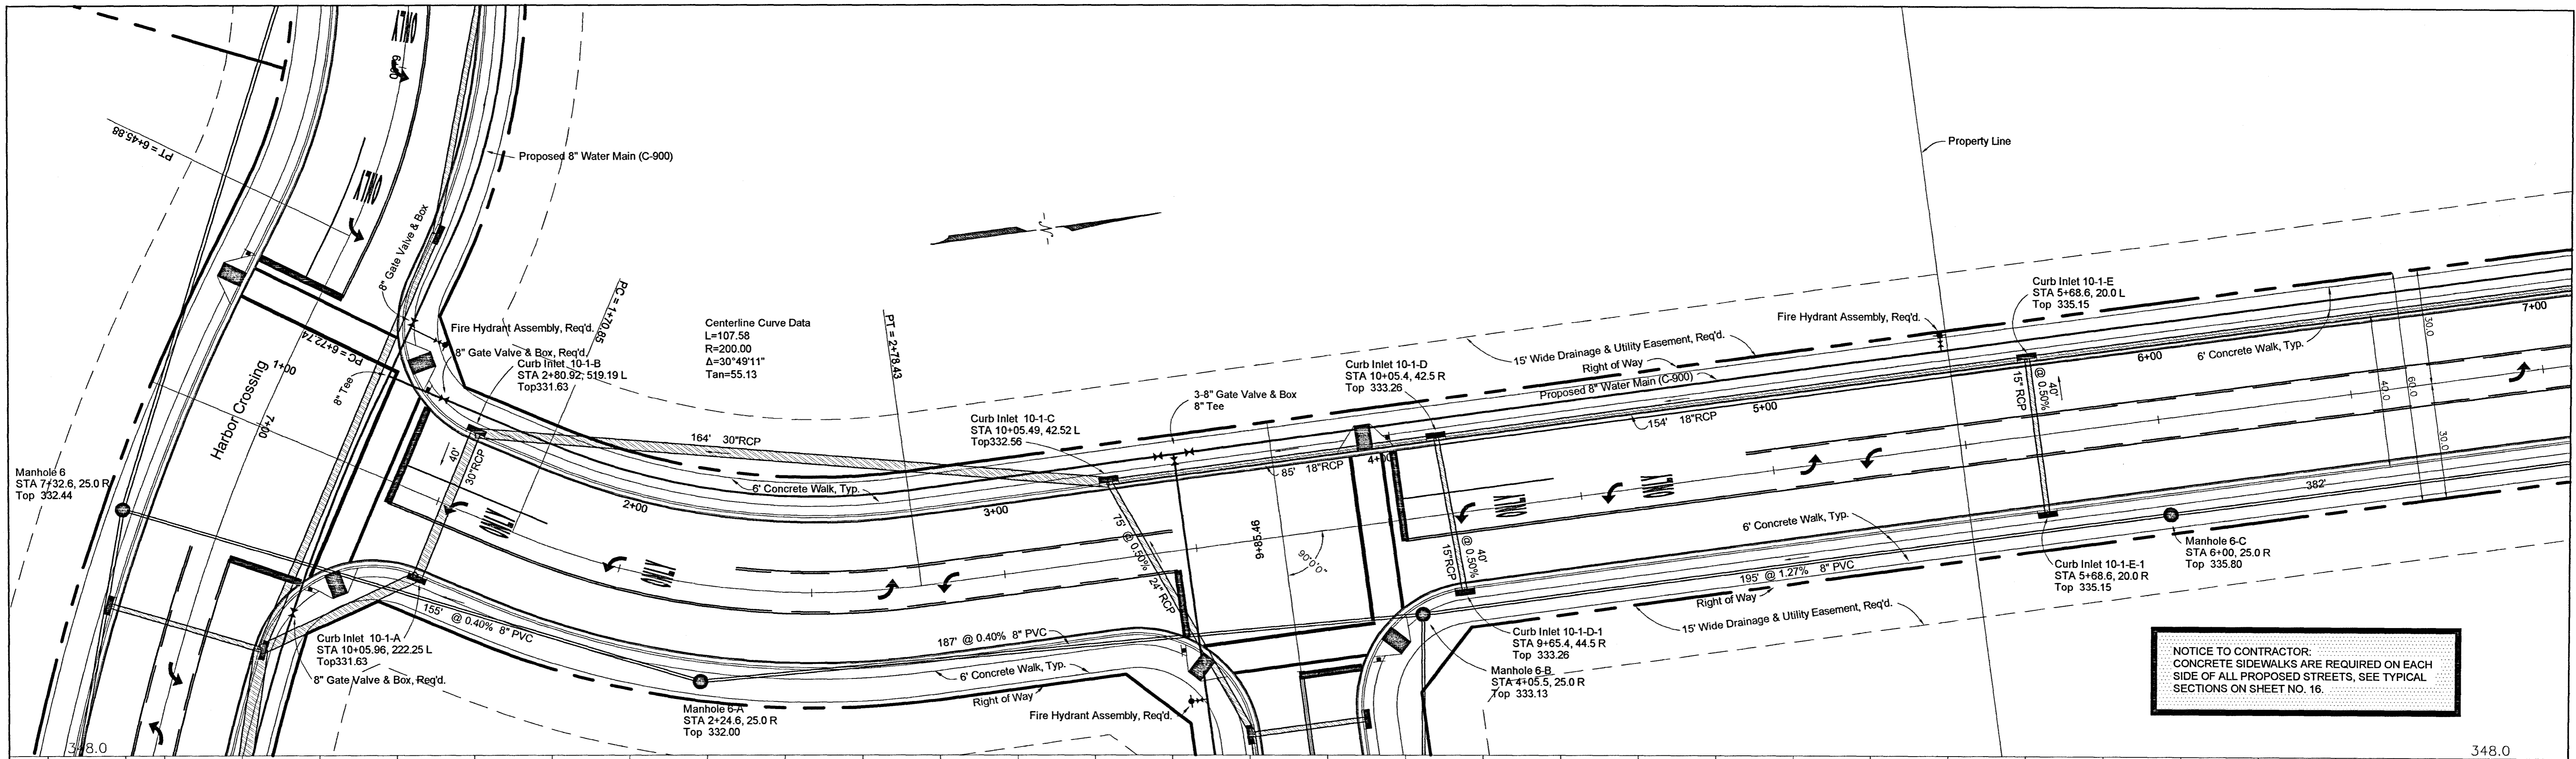 ONLY
6+00
PT = 6+45.88
ONLY
Proposed 8" Water Main (C-900)
8" Gate Valve & Box
Property Line
PC = 1+70.85
Centerline Curve Data
L=107.58
R=200.00
Δ=30°49'11"
Tan=55.13
PT = 2+78.43
Fire Hydrant Assembly, Req'd.
8" Gate Valve & Box, Req'd.
Curb Inlet 10-1-B
STA 2+80.92, 519.19 L
Top331.63
PC = 6+72.74
8" Tee
Harbor Crossing
1+00
7+00
Manhole 6
STA 7+32.6, 25.0 R
Top 332.44
40'
30"RCP
164' 30"RCP
6' Concrete Walk, Typ.
2+00
3+00
ONLY
ONLY
Curb Inlet 10-1-C
STA 10+05.49, 42.52 L
Top332.56
3-8" Gate Valve & Box
8" Tee
Curb Inlet 10-1-D
STA 10+05.4, 42.5 R
Top 333.26
15' Wide Drainage & Utility Easement, Req'd.
Right of Way
Proposed 8" Water Main (C-900)
Fire Hydrant Assembly, Req'd.
Curb Inlet 10-1-E
STA 5+68.6, 20.0 L
Top 335.15
85' 18"RCP
4+00
154' 18"RCP
5+00
6+00
6' Concrete Walk, Typ.
7+00
30.0
40.0
60.0
30.0
15" RCP
@ 0.50%
40'
75' @ 0.50% 24" RCP
9+85.46
90.0'0"
ONLY
ONLY
40'
@ 0.50%
15"RCP
6' Concrete Walk, Typ.
382'
Manhole 6-C
STA 6+00, 25.0 R
Top 335.80
Curb Inlet 10-1-E-1
STA 5+68.6, 20.0 R
Top 335.15
195' @ 1.27% 8" PVC
Right of Way
15' Wide Drainage & Utility Easement, Req'd.
Curb Inlet 10-1-D-1
STA 9+65.4, 44.5 R
Top 333.26
Manhole 6-B
STA 4+05.5, 25.0 R
Top 333.13
155'
@ 0.40% 8" PVC
187' @ 0.40% 8" PVC
6' Concrete Walk, Typ.
Right of Way
Fire Hydrant Assembly, Req'd.
Curb Inlet 10-1-A
STA 10+05.96, 222.25 L
Top331.63
8" Gate Valve & Box, Req'd.
Manhole 6-A
STA 2+24.6, 25.0 R
Top 332.00
NOTICE TO CONTRACTOR:
CONCRETE SIDEWALKS ARE REQUIRED ON EACH
SIDE OF ALL PROPOSED STREETS, SEE TYPICAL
SECTIONS ON SHEET NO. 16.
348.0
348.0